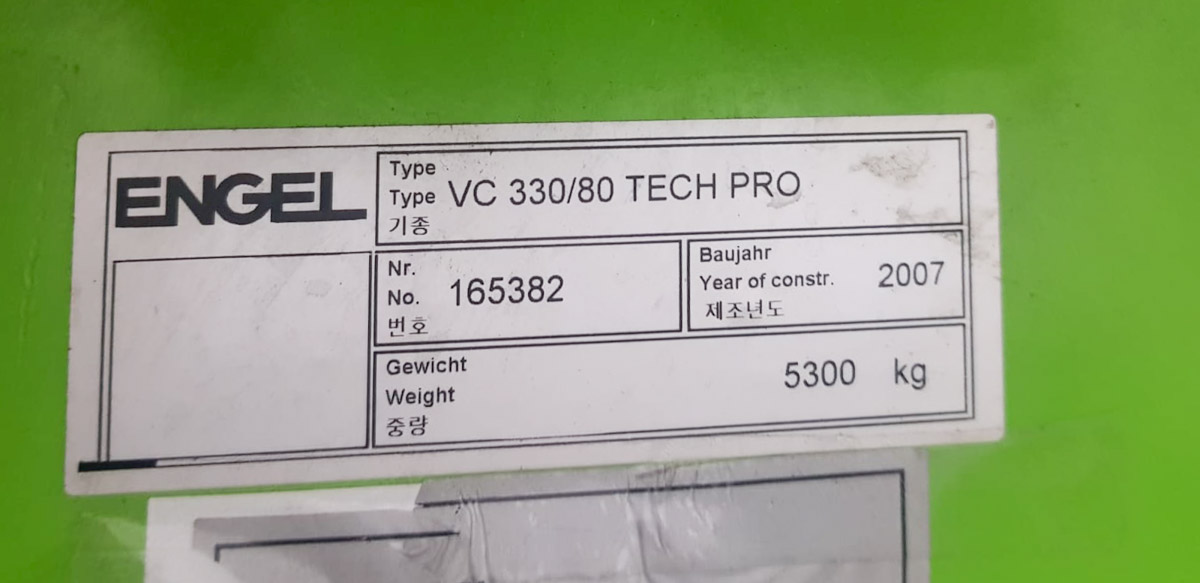 ENGEL
Type
Type VC 330/80 TECH PRO
기종
Nr.
No. 165382
번호
Baujahr
Year of constr. 2007
제조년도
Gewicht
Weight 5300 kg
중량